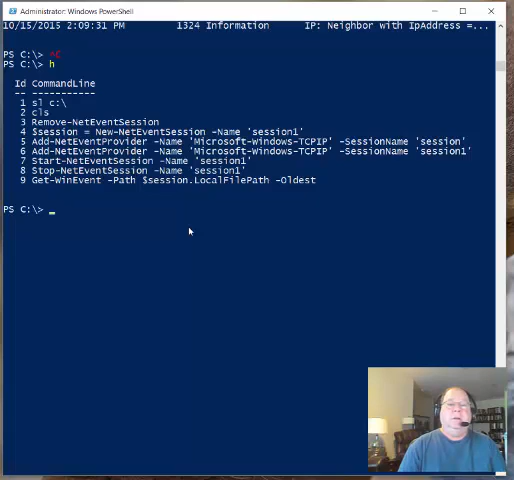 Administrator: Windows PowerShell
10/15/2015 2:09:31 PM 1324 Information IP: Neighbor with IpAddress =...
PS C:\> ^C
PS C:\> h
Id CommandLine
-- -----------
1 sl c:\
2 cls
3 Remove-NetEventSession
4 $session = New-NetEventSession -Name 'session1'
5 Add-NetEventProvider -Name 'Microsoft-Windows-TCPIP' -SessionName 'session'
6 Add-NetEventProvider -Name 'Microsoft-Windows-TCPIP' -SessionName 'session1'
7 Start-NetEventSession -Name 'session1'
8 Stop-NetEventSession -Name 'session1'
9 Get-WinEvent -Path $session.LocalFilePath -Oldest
PS C:\> _